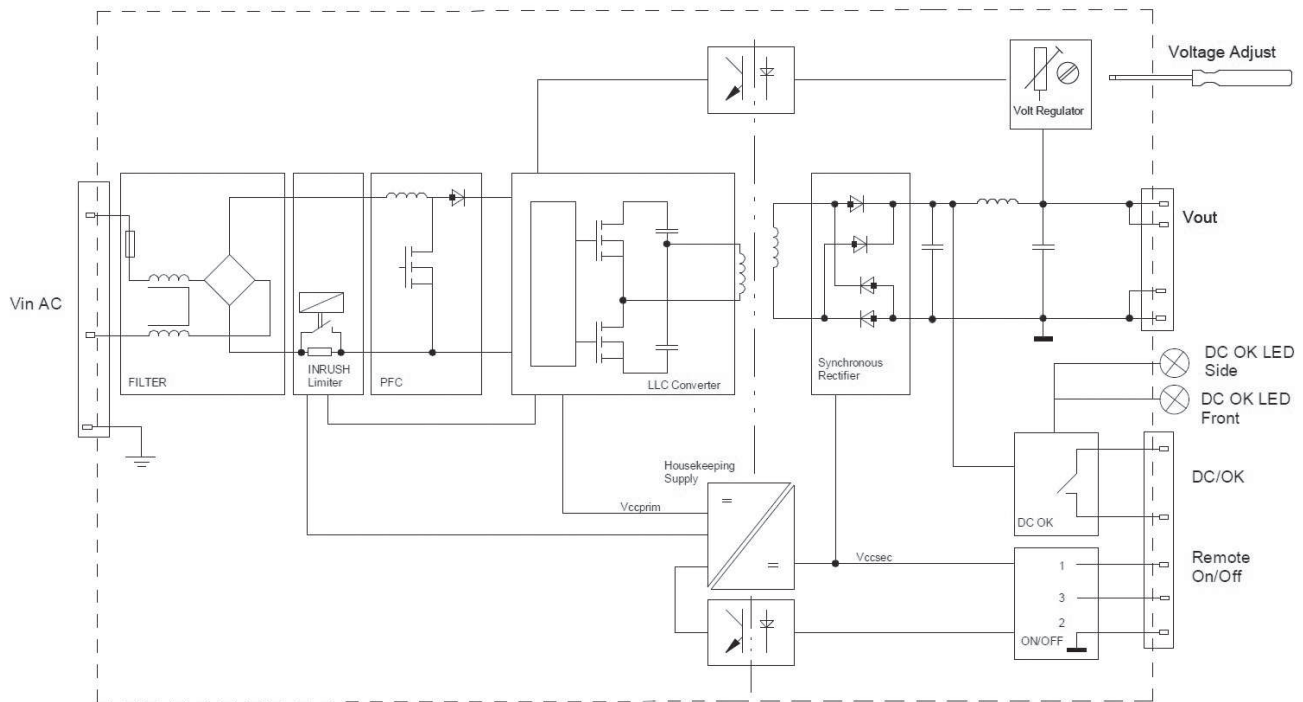 Voltage Adjust
Volt Regulator
Vin AC
FILTER
INRUSH
Limiter
PFC
LLC Converter
Synchronous
Rectifier
Vout
DC OK LED
Side
DC OK LED
Front
Housekeeping
Supply
Vccprim
=
=
Vccsec
DC OK
DC/OK
Remote
On/Off
1
3
2
ON/OFF